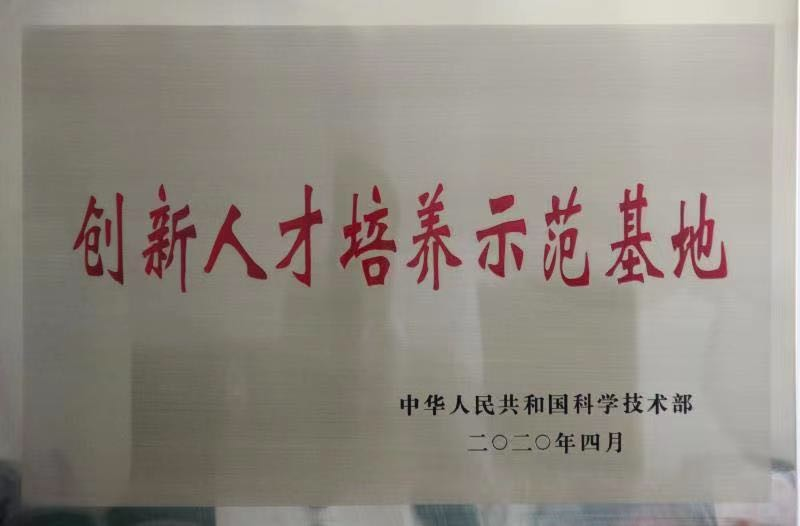 创新人才培养示范基地
中华人民共和国科学技术部
二〇二〇年四月